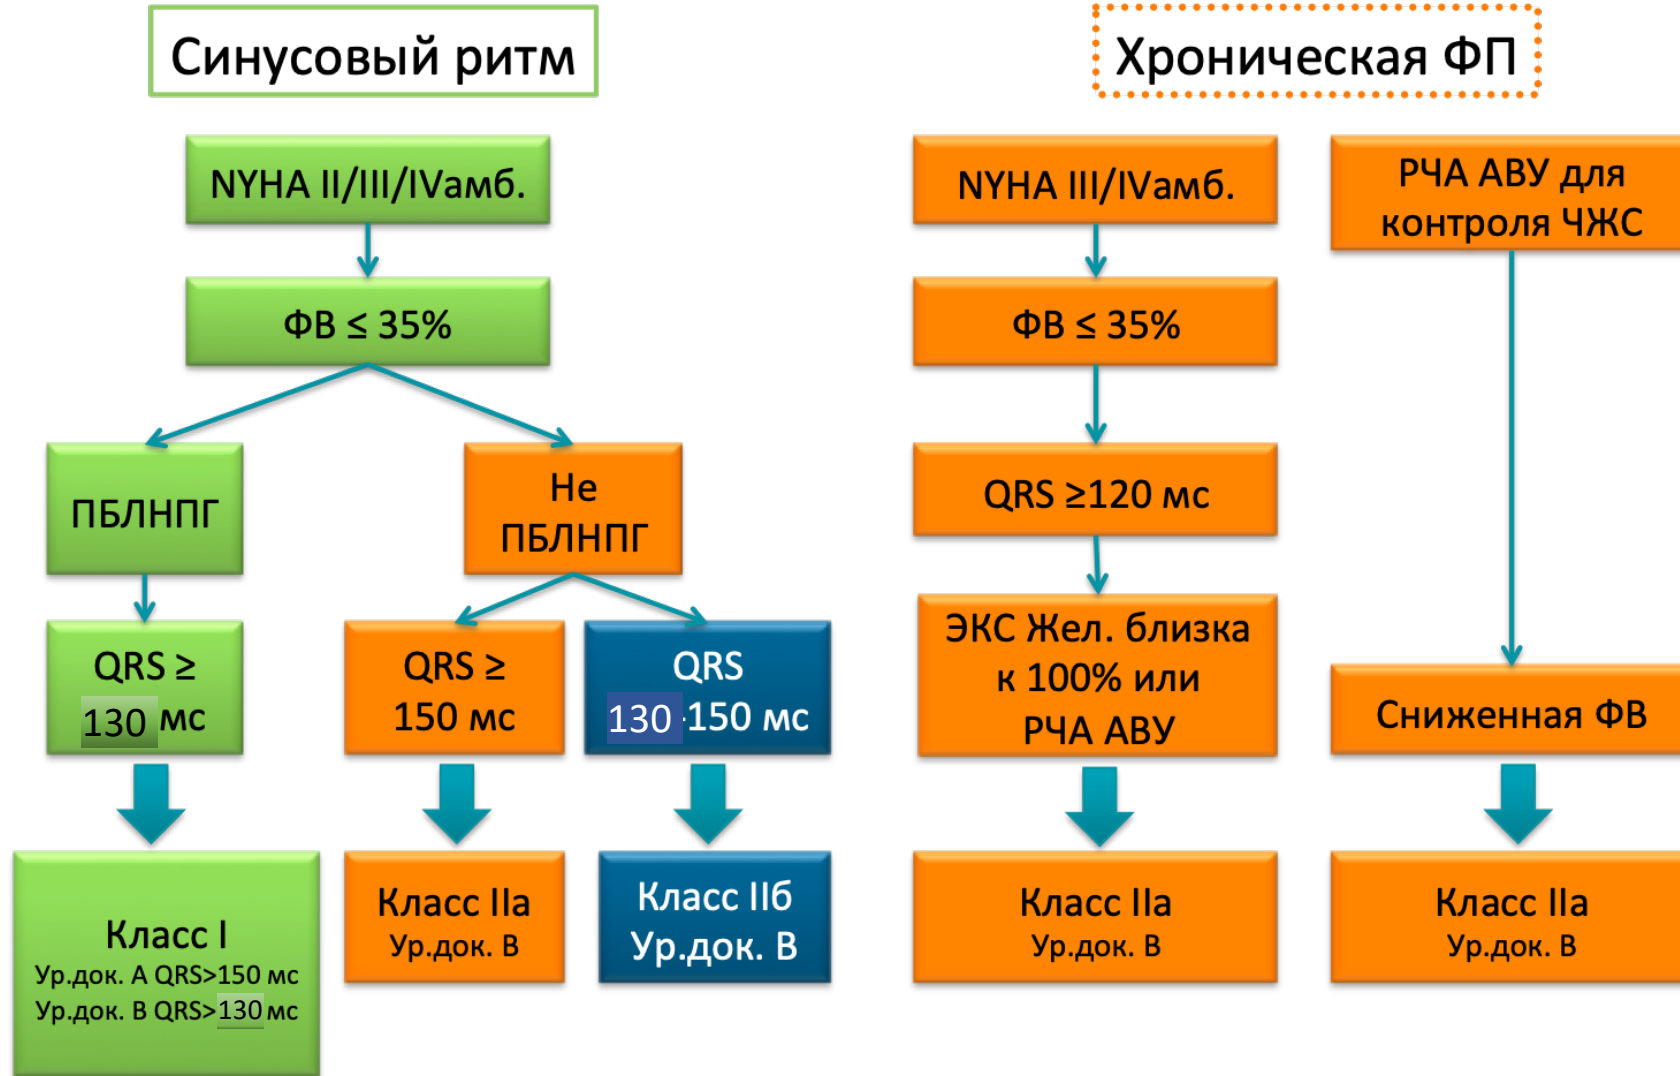 Синусовый ритм
NYHA II/III/IVамб.
ФВ ≤ 35%
ПБЛНПГ
Не
ПБЛНПГ
QRS ≥
130 мс
QRS ≥
150 мс
QRS
130-150 мс
Класс I
Ур.док. А QRS>150 мс
Ур.док. В QRS>130 мс
Класс IIа
Ур.док. В
Класс IIб
Ур.док. В
Хроническая ФП
NYHA III/IVамб.
ФВ ≤ 35%
QRS ≥120 мс
ЭКС Жел. близка
к 100% или
РЧА АВУ
Класс IIа
Ур.док. В
РЧА АВУ для
контроля ЧЖС
Сниженная ФВ
Класс IIа
Ур.док. В